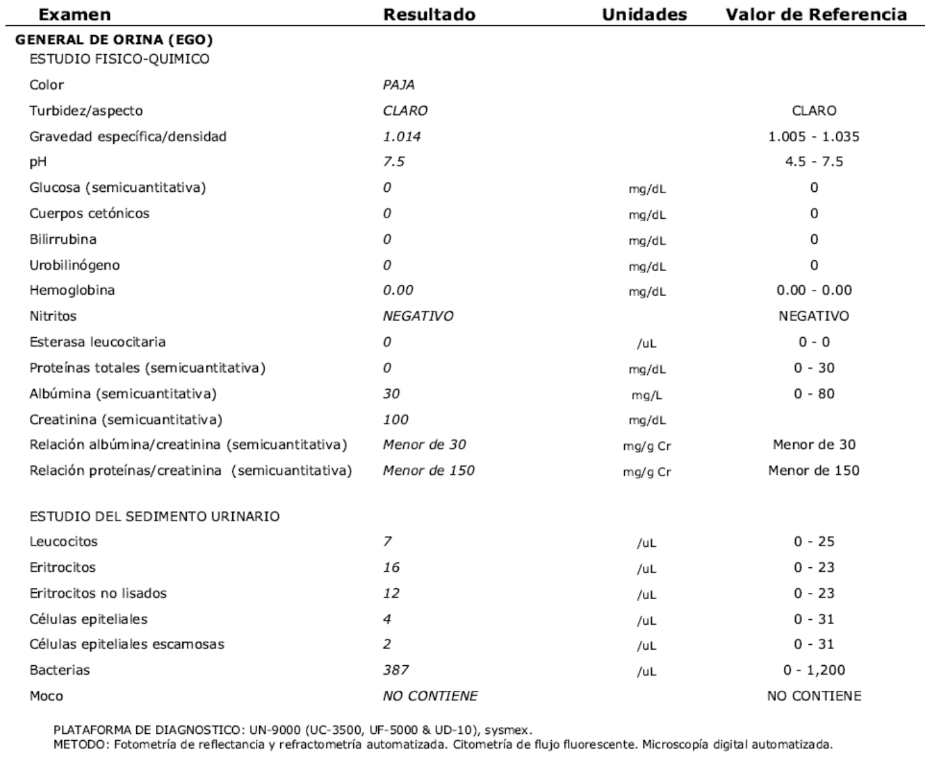 Examen Resultado Unidades Valor de Referencia
GENERAL DE ORINA (EGO)
ESTUDIO FISICO-QUIMICO
Color PAJA
Turbidez/aspecto CLARO CLARO
Gravedad específica/densidad 1.014 1.005 - 1.035
pH 7.5 4.5 - 7.5
Glucosa (semicuantitativa) 0 mg/dL 0
Cuerpos cetónicos 0 mg/dL 0
Bilirrubina 0 mg/dL 0
Urobilinógeno 0 mg/dL 0
Hemoglobina 0.00 mg/dL 0.00 - 0.00
Nitritos NEGATIVO NEGATIVO
Esterasa leucocitaria 0 /uL 0 - 0
Proteínas totales (semicuantitativa) 0 mg/dL 0 - 30
Albúmina (semicuantitativa) 30 mg/L 0 - 80
Creatinina (semicuantitativa) 100 mg/dL
Relación albúmina/creatinina (semicuantitativa) Menor de 30 mg/g Cr Menor de 30
Relación proteínas/creatinina (semicuantitativa) Menor de 150 mg/g Cr Menor de 150
ESTUDIO DEL SEDIMENTO URINARIO
Leucocitos 7 /uL 0 - 25
Eritrocitos 16 /uL 0 - 23
Eritrocitos no lisados 12 /uL 0 - 23
Células epiteliales 4 /uL 0 - 31
Células epiteliales escamosas 2 /uL 0 - 31
Bacterias 387 /uL 0 - 1,200
Moco NO CONTIENE NO CONTIENE
PLATAFORMA DE DIAGNOSTICO: UN-9000 (UC-3500, UF-5000 & UD-10), sysmex.
METODO: Fotometría de reflectancia y refractometría automatizada. Citometría de flujo fluorescente. Microscopía digital automatizada.